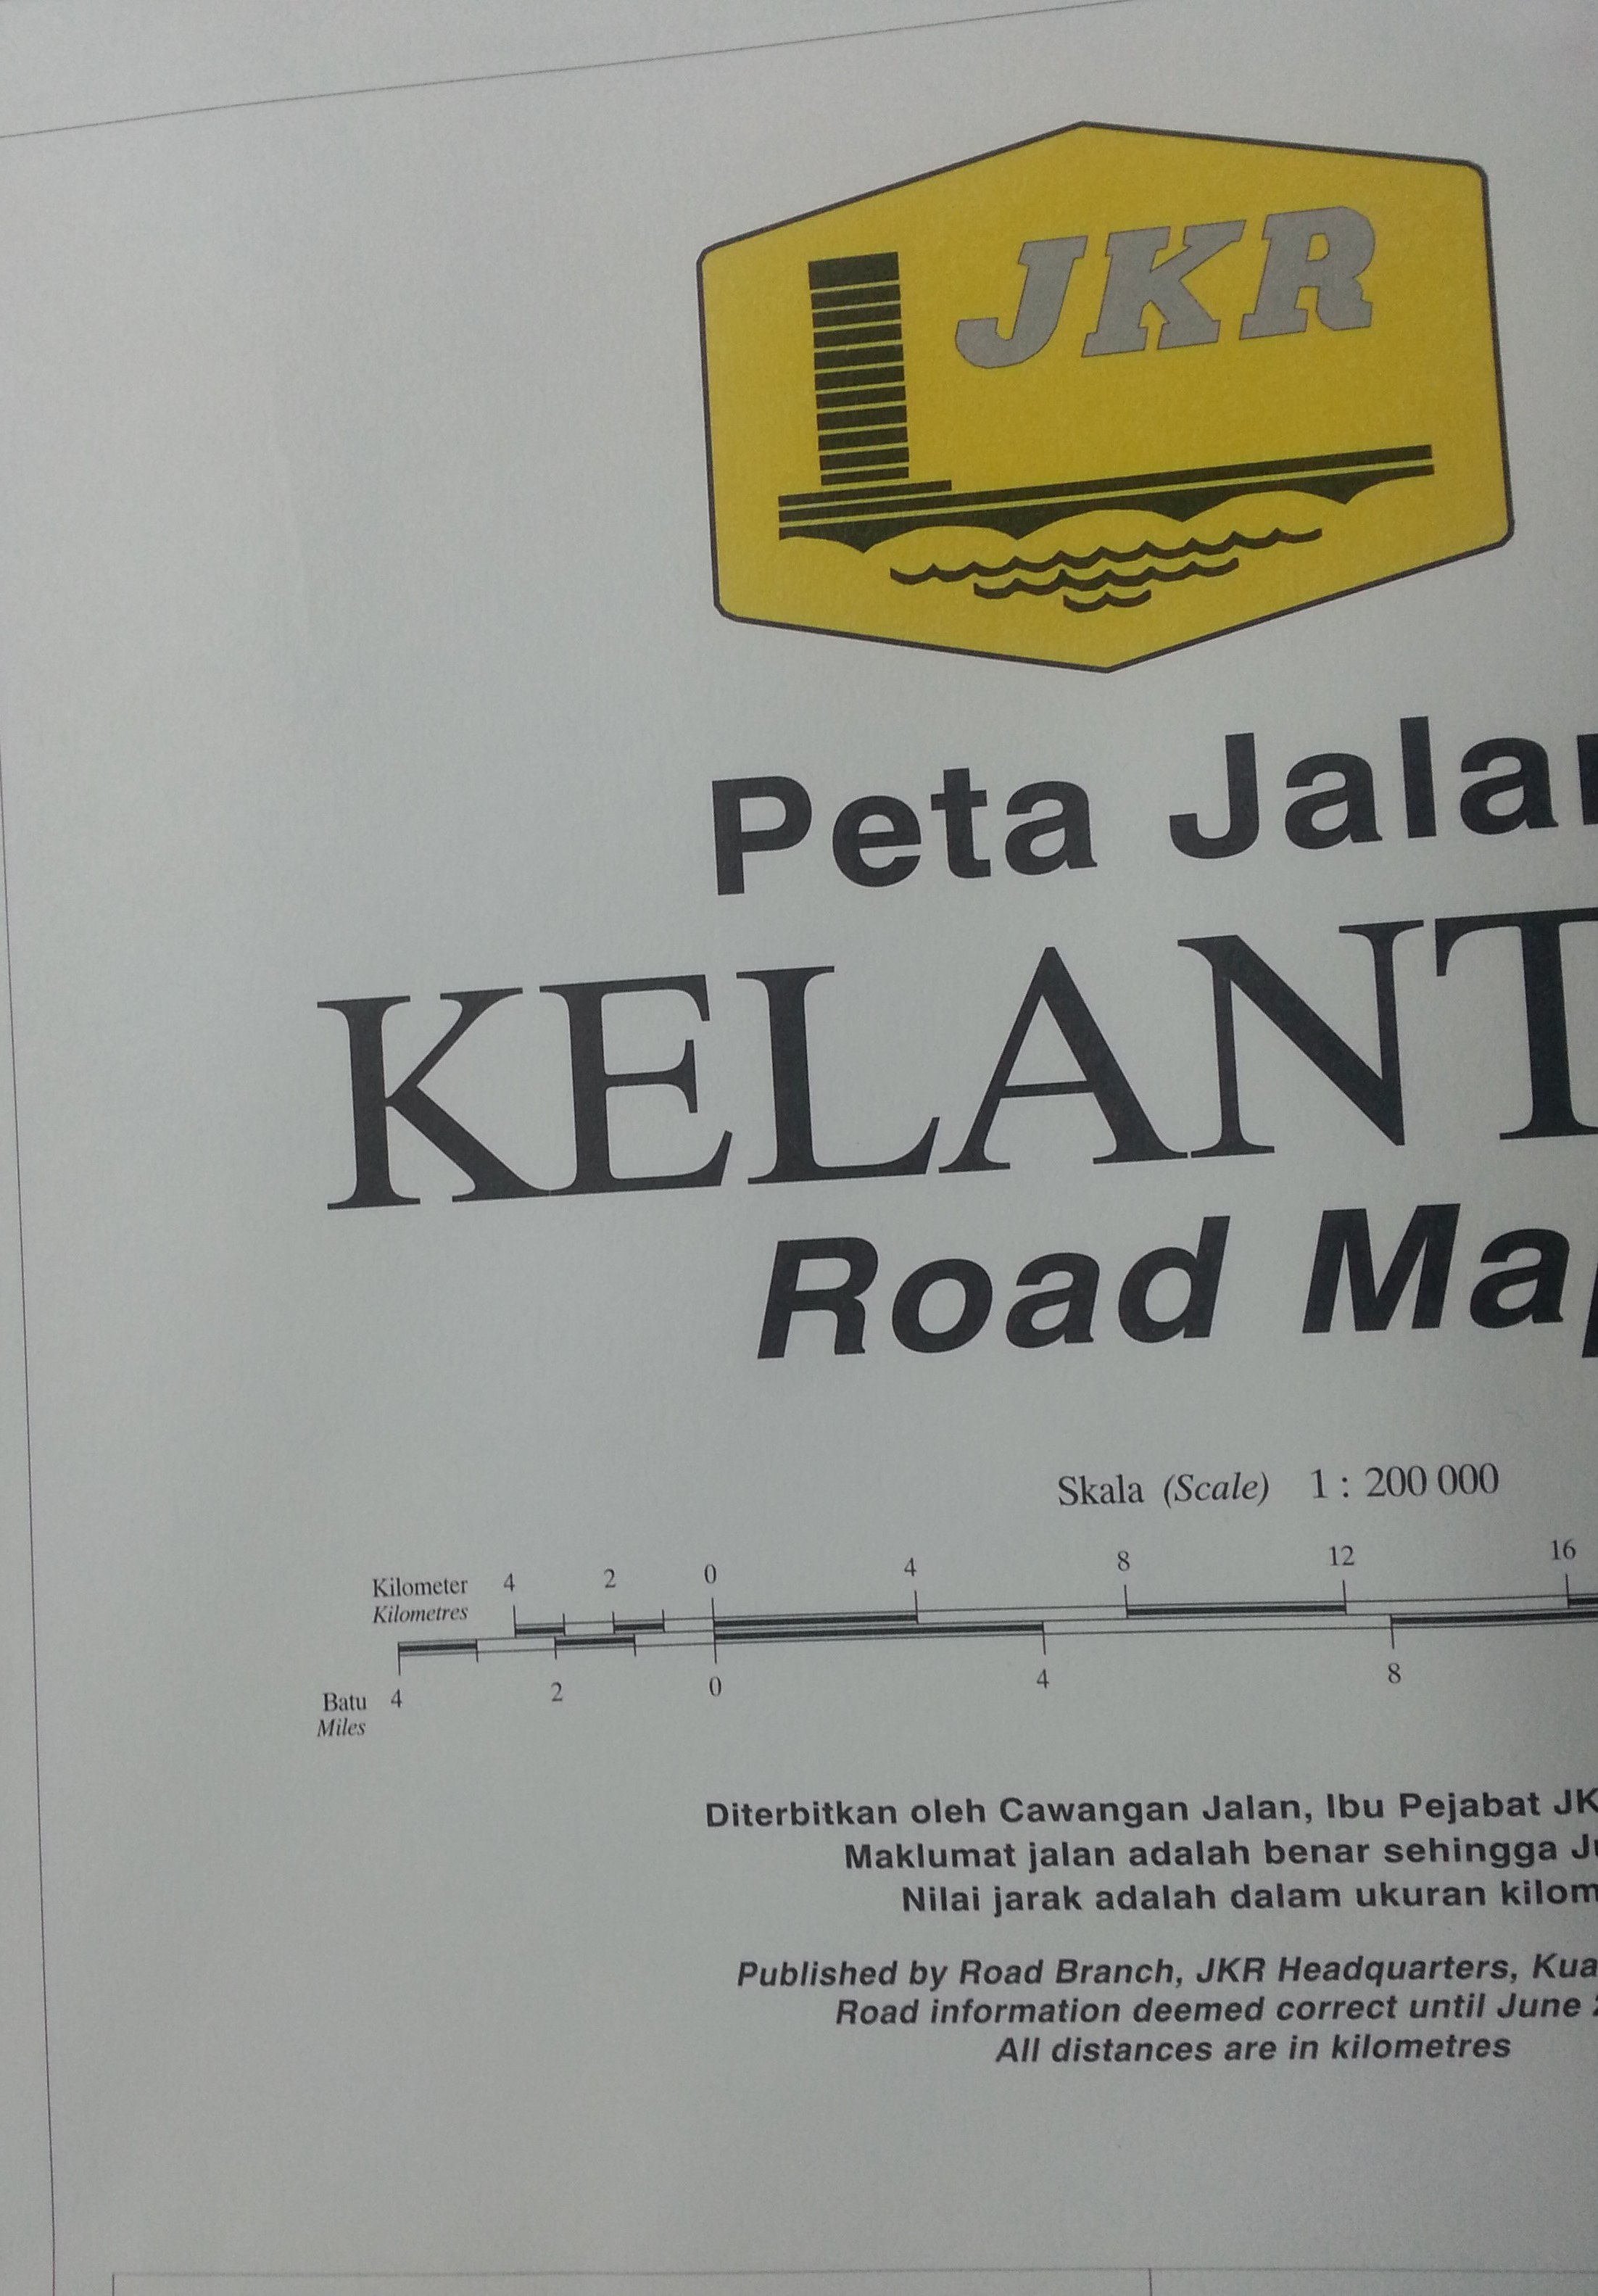 JKR
Peta Jalan
KELANT
Road Map
Skala (Scale) 1 : 200 000
Kilometer 4 2 0 4 8 12 16
Kilometres
Batu 4 2 0 4 8
Miles
Diterbitkan oleh Cawangan Jalan, Ibu Pejabat JK
Maklumat jalan adalah benar sehingga
Nilai jarak adalah dalam ukuran kilom
Published by Road Branch, JKR Headquarters, Kua
Road information deemed correct until June
All distances are in kilometres